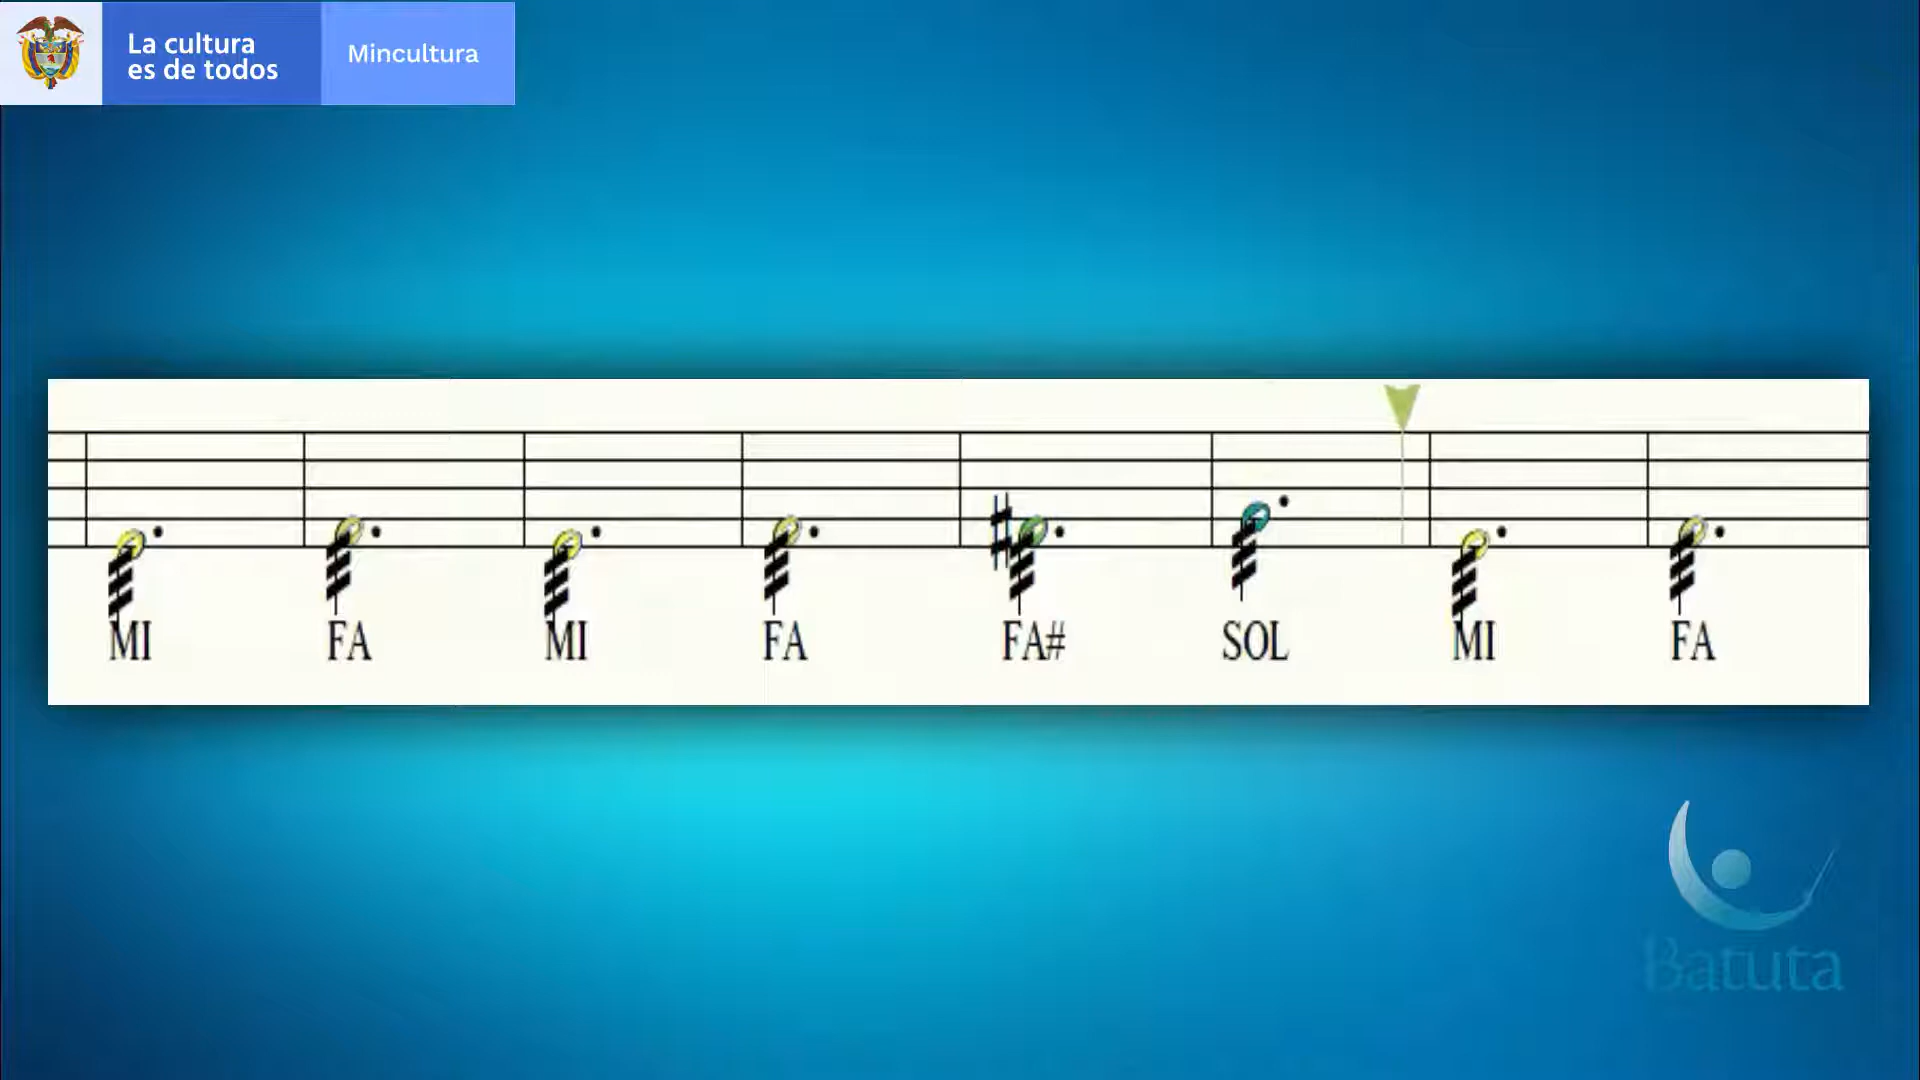 La cultura
es de todos
Mincultura
MI FA MI FA FA# SOL MI FA
Batuta